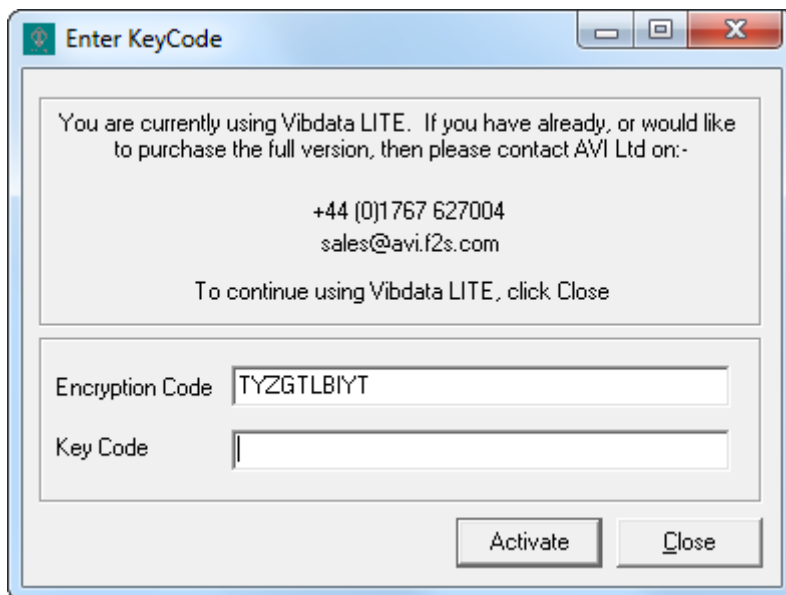 Enter KeyCode
You are currently using Vibdata LITE. If you have already, or would like
to purchase the full version, then please contact AVI Ltd on:-
+44 (0)1767 627004
sales@avi.f2s.com
To continue using Vibdata LITE, click Close
Encryption Code TYZGTLBIYT
Key Code
Activate Close